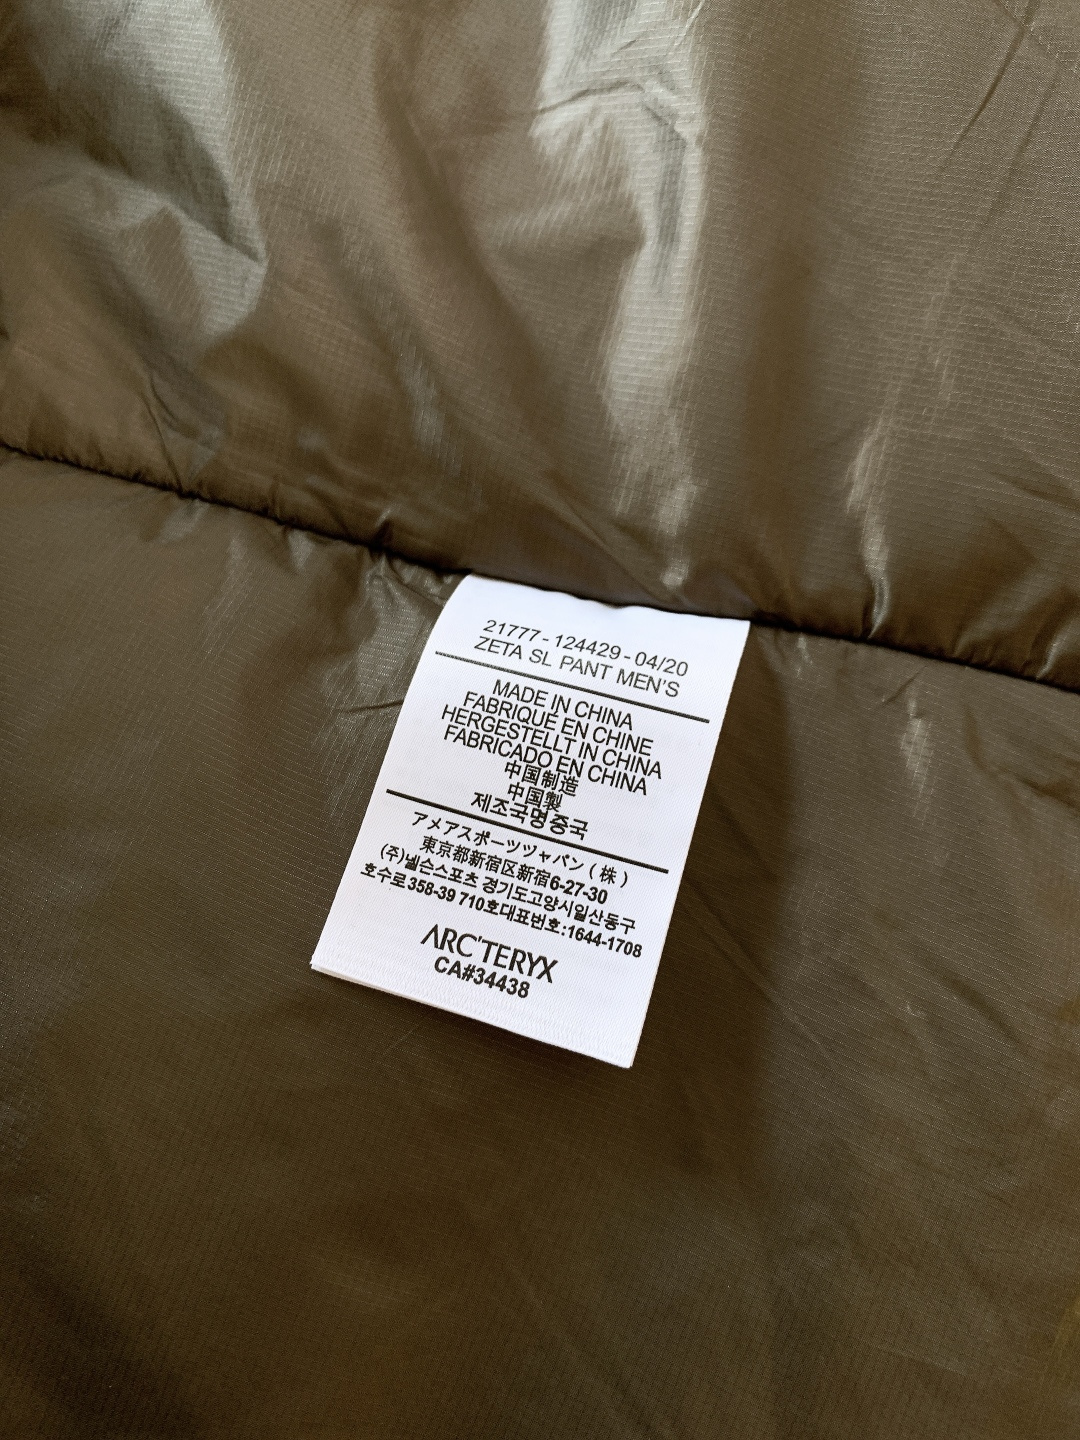 21777 - 124429 - 04/20
ZETA SL PANT MEN'S
MADE IN CHINA
FABRIQUÉ EN CHINE
HERGESTELLT IN CHINA
FABRICADO EN CHINA
中国制造
中国製
제조국명중국
アメアスポーツジャパン(株)
東京都新宿区新宿6-27-30
(주)넬슨스포츠 경기도고양시일산동구
호수로358-39 710호대표번호:1644-1708
ARC'TERYX
CA#34438